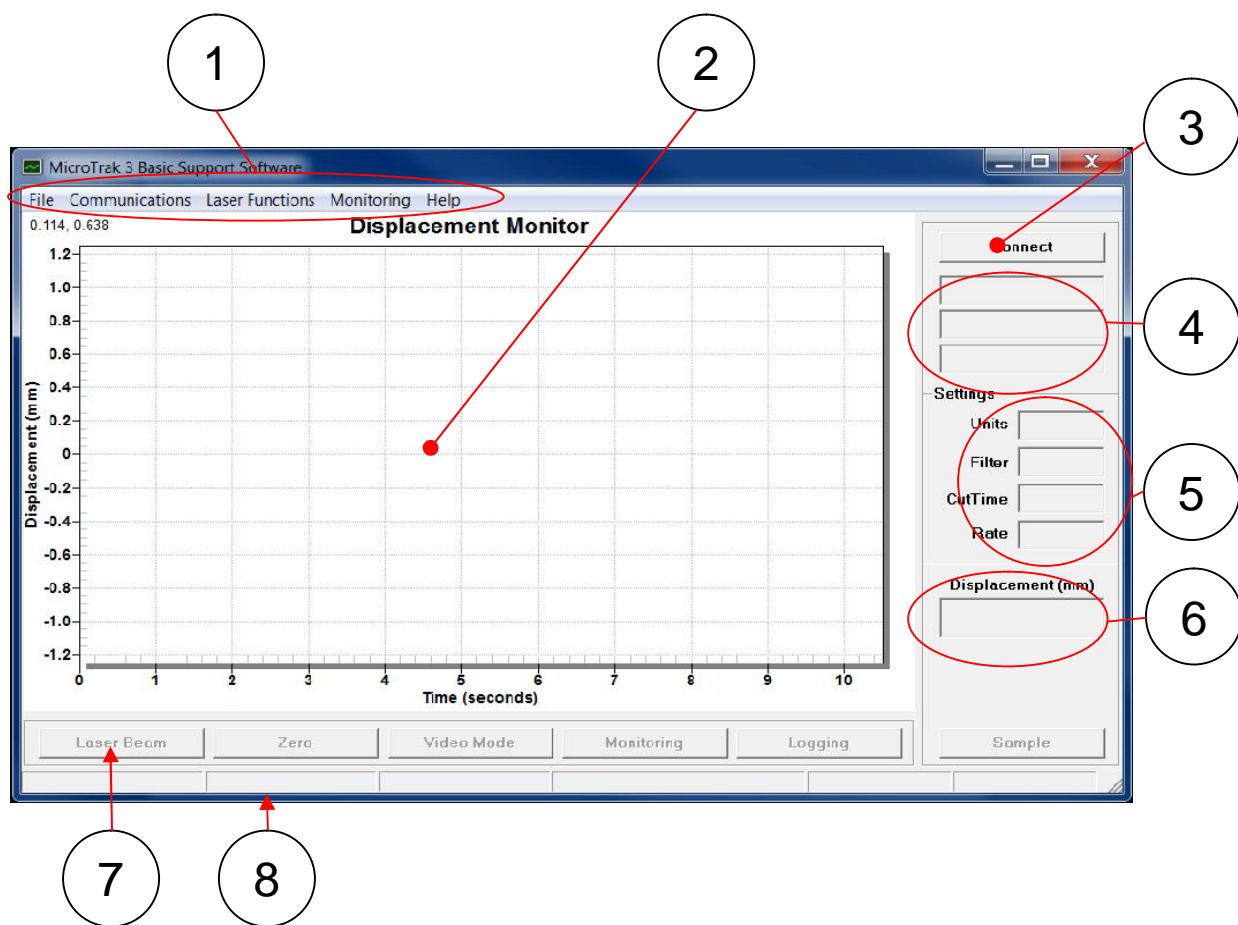 1
2
3
MicroTrak 3 Basic Support Software
File Communications Laser Functions Monitoring Help
0.114, 0.638
Displacement Monitor
Connect
1.2
1.0
0.8
0.6
0.4
0.2
0
-0.2
-0.4
-0.6
-0.8
-1.0
-1.2
Displacement (mm)
0 1 2 3 4 5 6 7 8 9 10
Time (seconds)
4
Settings
Units
Filter
CutTime
Rate
5
Displacement (mm)
6
Laser Beam Zero Video Mode Monitoring Logging Sample
7
8